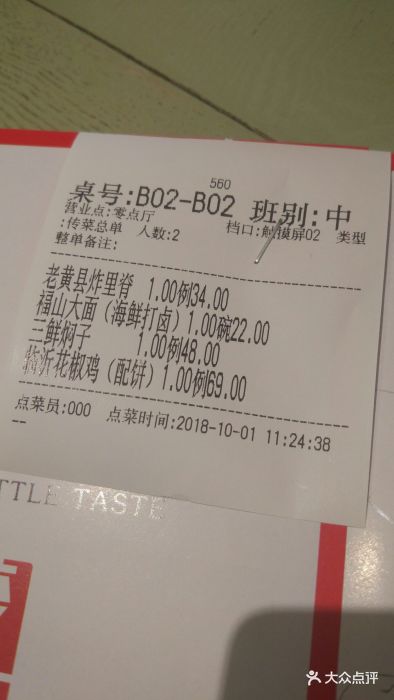 560
桌号:B02-B02 班别:中
营业点:零点厅 档口:触摸屏02 类型
:传菜总单 人数:2
整单备注:
老黄县炸里脊 1.00例34.00
福山大面（海鲜打卤）1.00碗22.00
三鲜焖子 1.00例48.00
临沂花椒鸡（配饼）1.00例69.00
点菜员:000 点菜时间:2018-10-01 11:24:38
--
TTLE TASTE
大众点评